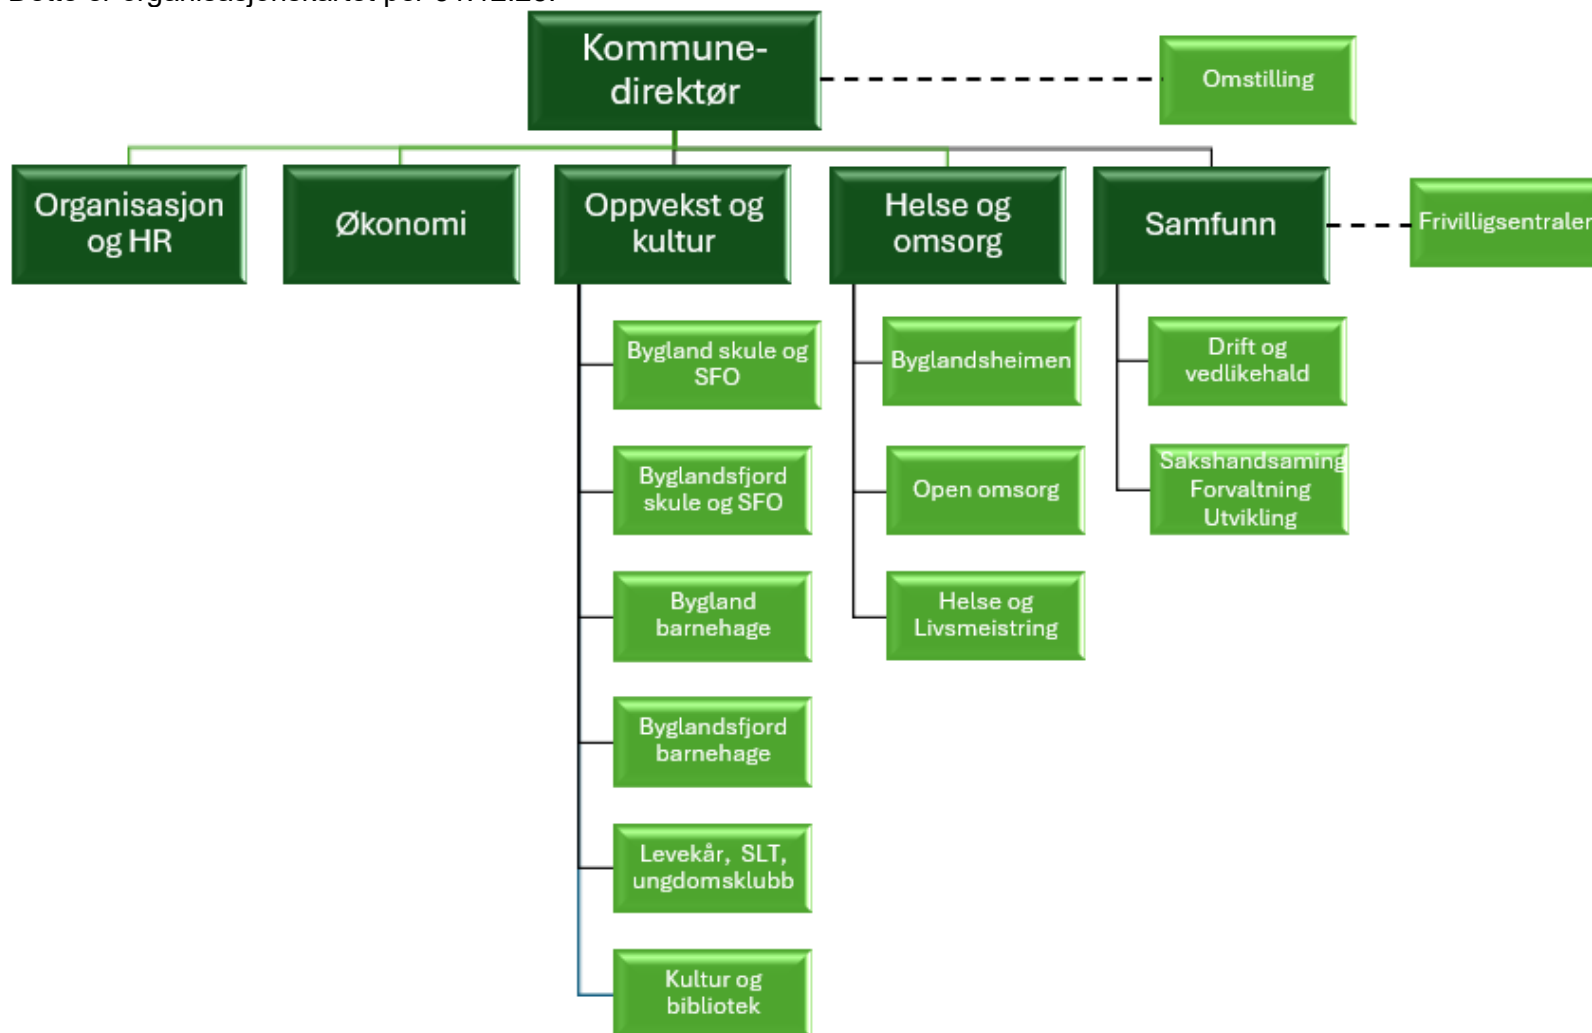 Kommune-
direktør
Omstilling
Organisasjon
og HR
Økonomi
Oppvekst og
kultur
Helse og
omsorg
Samfunn
Frivilligsentralen
Bygland skule og
SFO
Byglandsfjord
skule og SFO
Bygland
barnehage
Byglandsfjord
barnehage
Levekår, SLT,
ungdomsklubb
Kultur og
bibliotek
Byglandsheimen
Open omsorg
Helse og
Livsmeistring
Drift og
vedlikehald
Sakshandsaming
Forvaltning
Utvikling